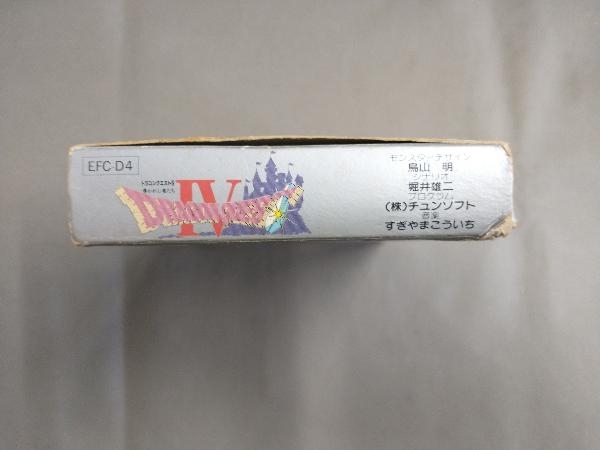 EFC-D4
ドラゴンクエストIV
導かれし者たち
DRAGON QUEST
IV
モンスターデザイン
鳥山 明
シナリオ
堀井雄二
プログラム
(株)チュンソフト
音楽
すぎやまこういち